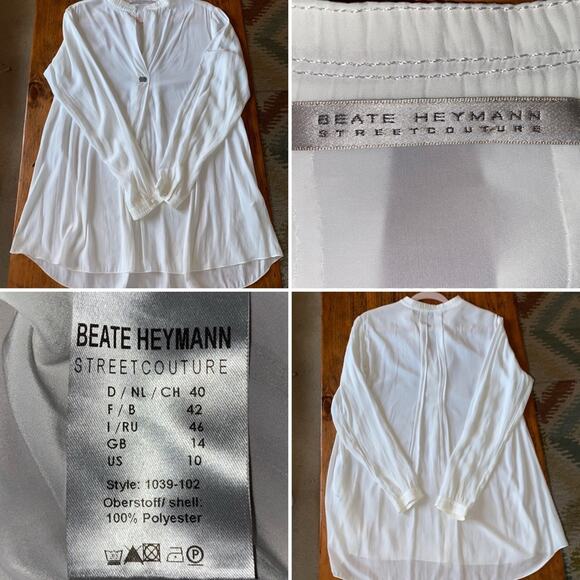 BEATE HEYMANN
STREETCOUTURE
BEATE HEYMANN
STREETCOUTURE
D / NL / CH 40
F / B 42
I / RU 46
GB 14
US 10
Style: 1039-102
Oberstoff/ shell:
100% Polyester